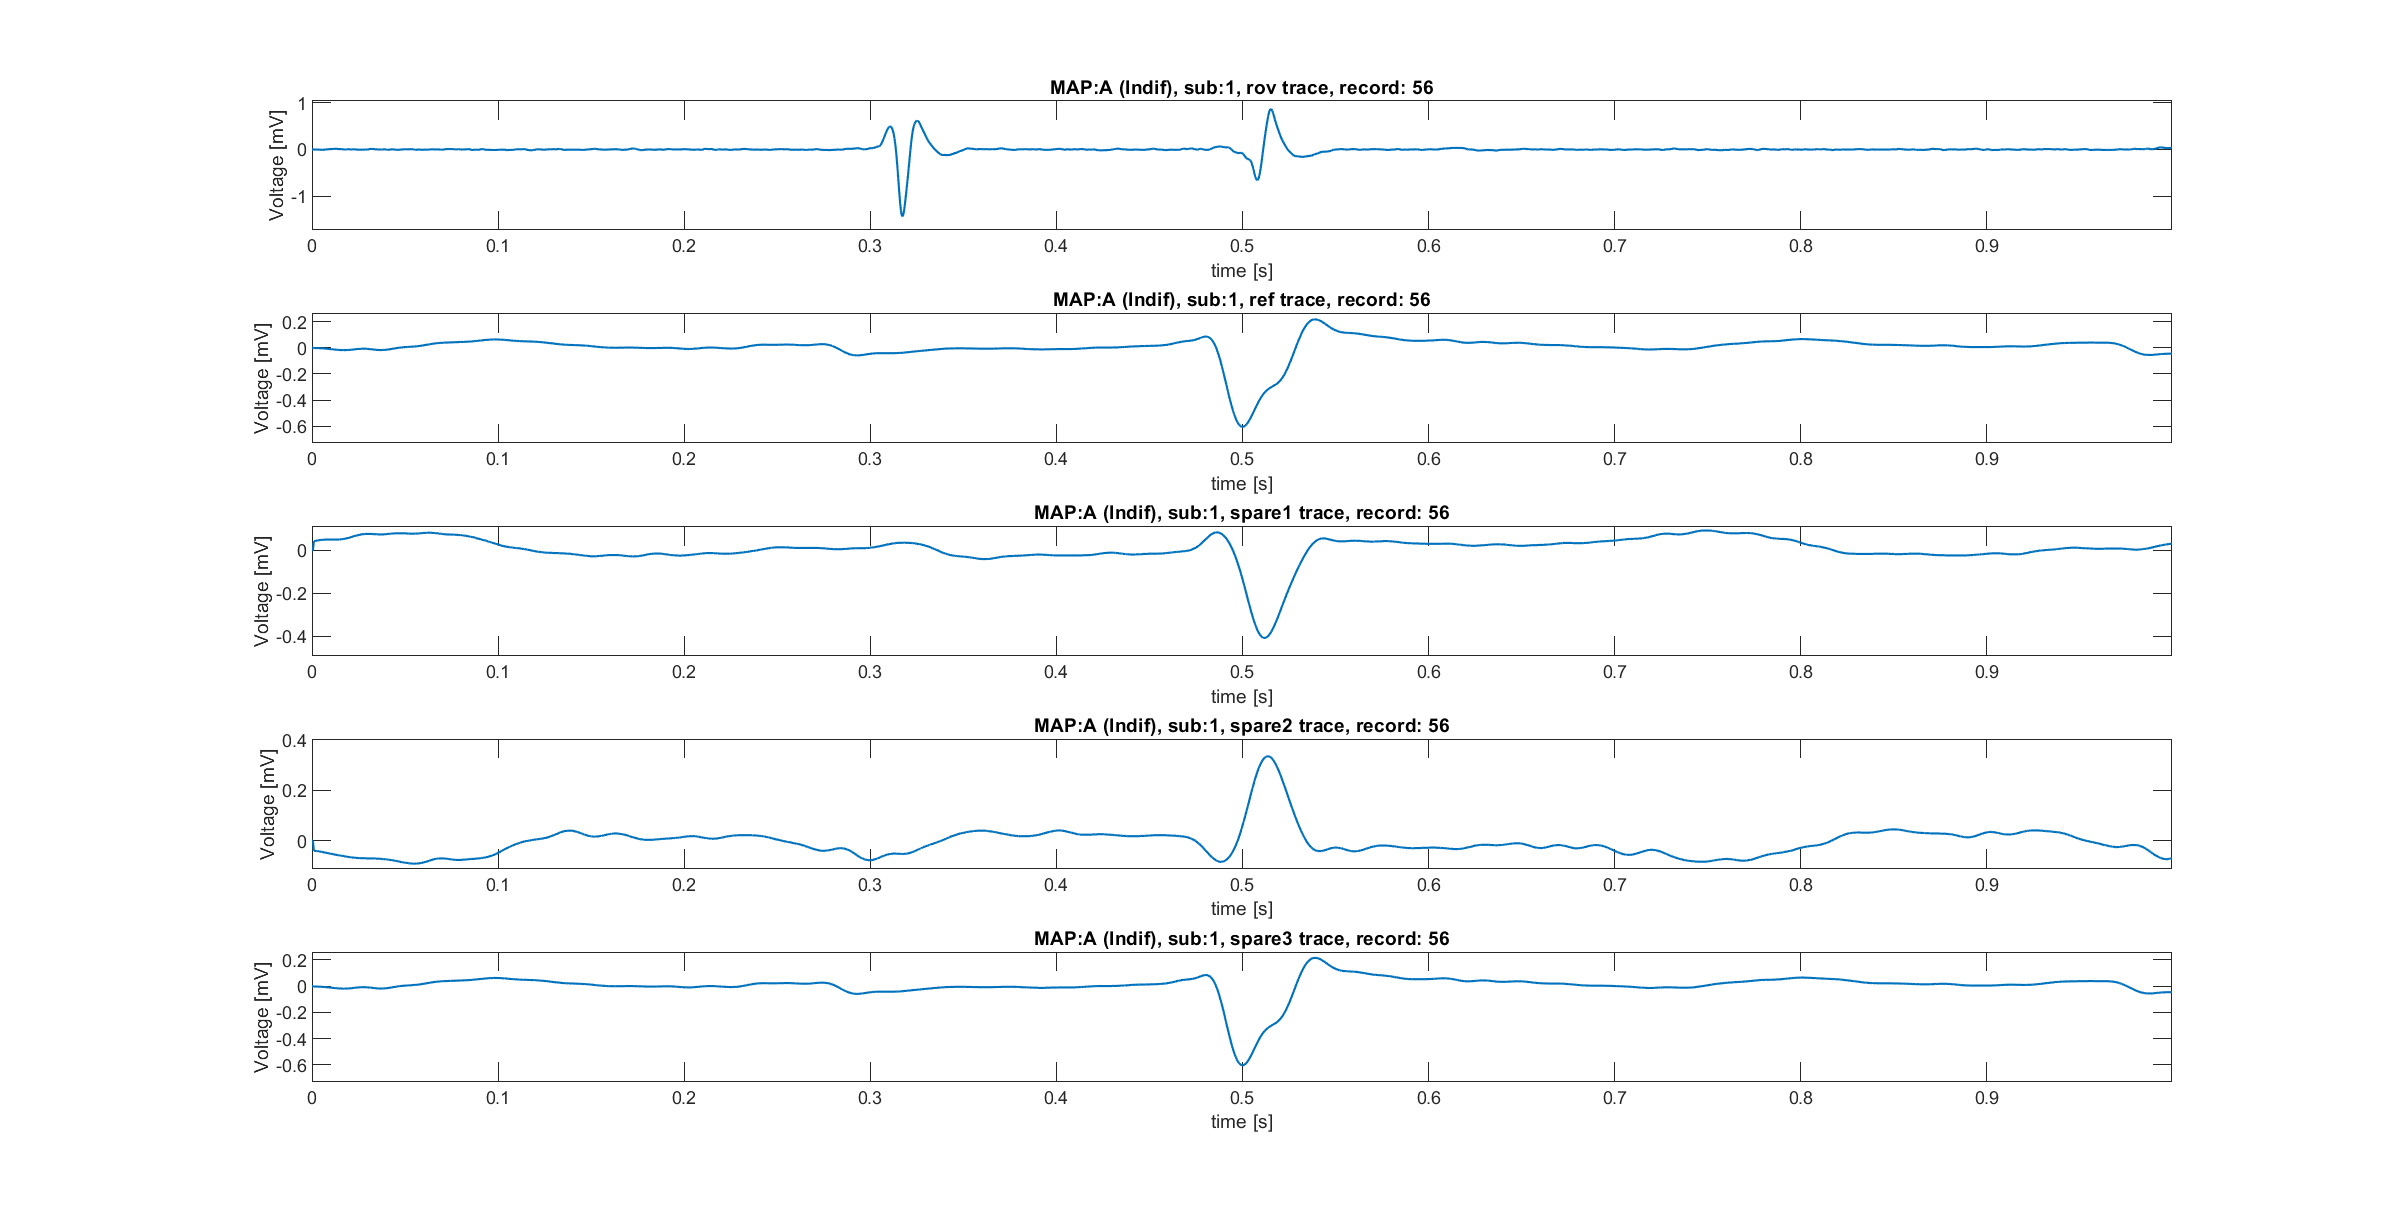 MAP:A (Indif), sub:1, rov trace, record: 56
Voltage [mV]
1
0
-1
0 0.1 0.2 0.3 0.4 0.5 0.6 0.7 0.8 0.9
time [s]
MAP:A (Indif), sub:1, ref trace, record: 56
Voltage [mV]
0.2
0
-0.2
-0.4
-0.6
0 0.1 0.2 0.3 0.4 0.5 0.6 0.7 0.8 0.9
time [s]
MAP:A (Indif), sub:1, spare1 trace, record: 56
Voltage [mV]
0
-0.2
-0.4
0 0.1 0.2 0.3 0.4 0.5 0.6 0.7 0.8 0.9
time [s]
MAP:A (Indif), sub:1, spare2 trace, record: 56
Voltage [mV]
0.4
0.2
0
0 0.1 0.2 0.3 0.4 0.5 0.6 0.7 0.8 0.9
time [s]
MAP:A (Indif), sub:1, spare3 trace, record: 56
Voltage [mV]
0.2
0
-0.2
-0.4
-0.6
0 0.1 0.2 0.3 0.4 0.5 0.6 0.7 0.8 0.9
time [s]